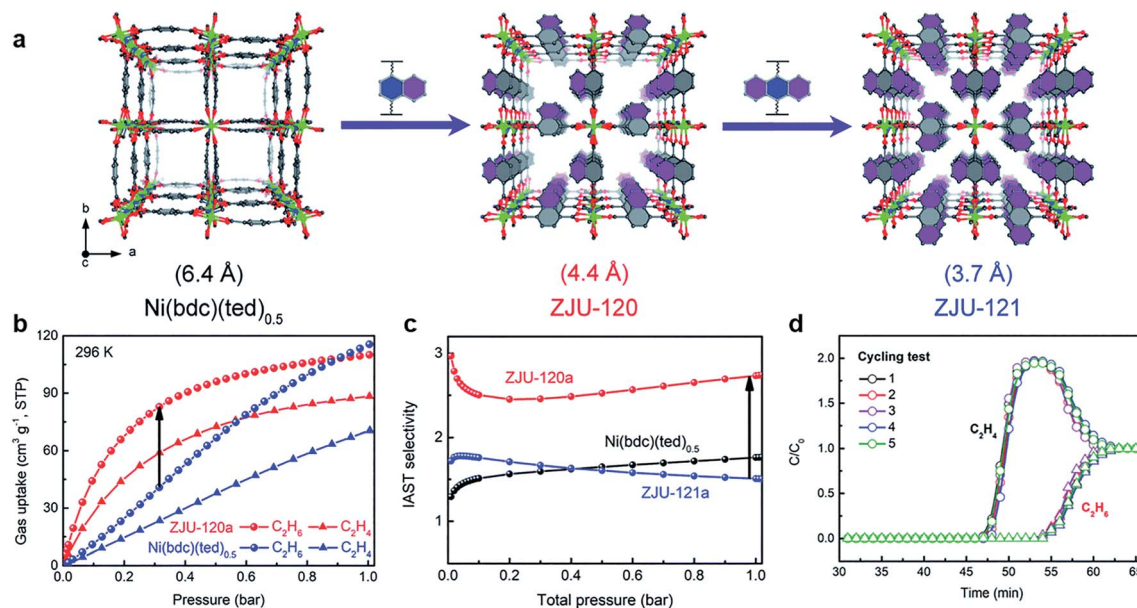 a
b
a
c
(6.4 Å)
(4.4 Å)
(3.7 Å)
Ni(bdc)(ted)0.5
ZJU-120
ZJU-121
b
120
90
60
30
0
Gas uptake (cm3 g-1, STP)
296 K
ZJU-120a C2H6 C2H4
Ni(bdc)(ted)0.5 C2H6 C2H4
0.0 0.2 0.4 0.6 0.8 1.0
Pressure (bar)
c
3
2
1
IAST selectivity
ZJU-120a
Ni(bdc)(ted)0.5
ZJU-121a
0.0 0.2 0.4 0.6 0.8 1.0
Total pressure (bar)
d
2.0
1.5
1.0
0.5
0.0
C/C0
Cycling test
1
2
3
4
5
C2H4
C2H6
30 35 40 45 50 55 60 65
Time (min)